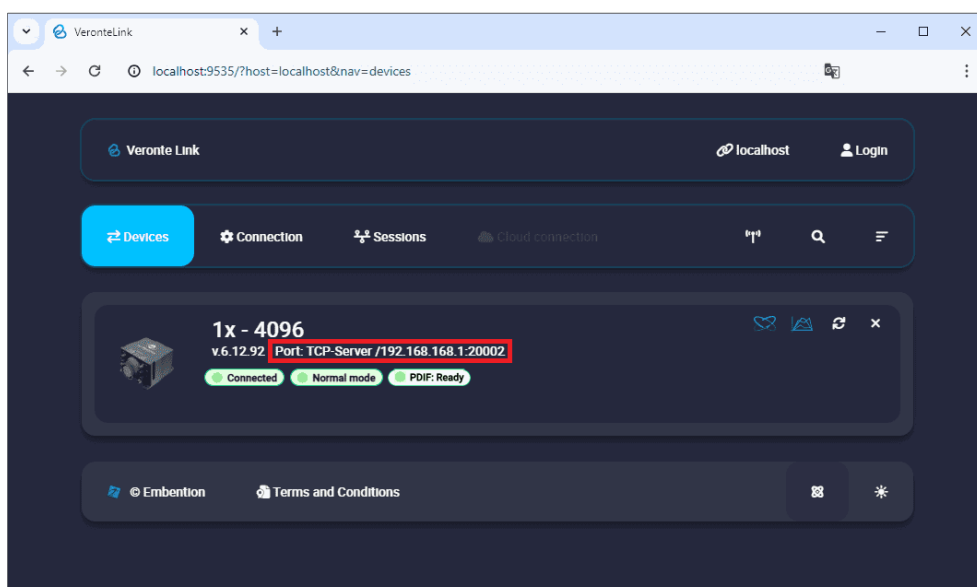 VeronteLink
localhost:9535/?host=localhost&nav=devices
Veronte Link
localhost
Login
Devices
Connection
Sessions
Cloud connection
1x - 4096
v.6.12.92 Port: TCP-Server /192.168.168.1:20002
Connected
Normal mode
PDIF: Ready
© Embention
Terms and Conditions